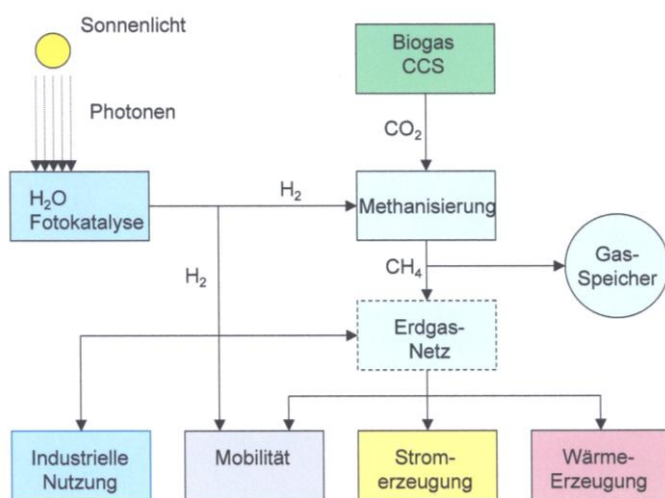 Sonnenlicht
Photonen
Biogas
CCS
CO₂
H₂O
Fotokatalyse
H₂
Methanisierung
H₂
CH₄
Gas-
Speicher
Erdgas-
Netz
Industrielle
Nutzung
Mobilität
Strom-
erzeugung
Wärme-
Erzeugung